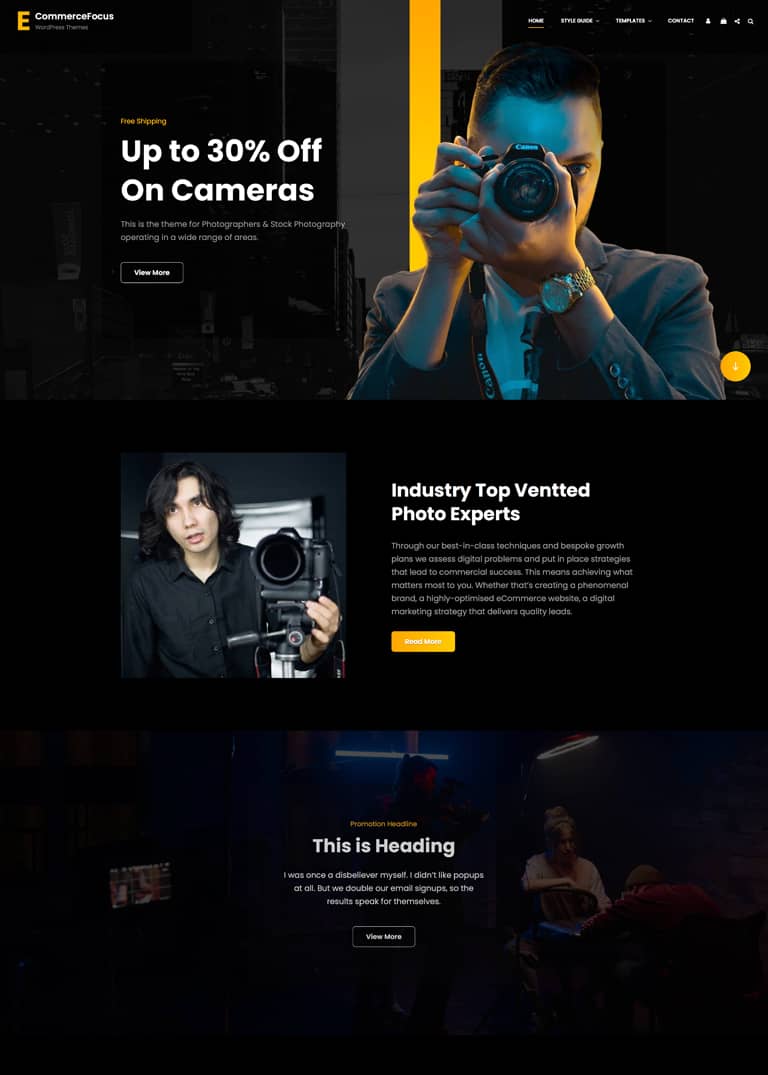 E CommerceFocus
WordPress Themes
HOME STYLE GUIDE TEMPLATES CONTACT
Free Shipping
Up to 30% Off
On Cameras
This is the theme for Photographers & Stock Photography
operating in a wide range of areas.
View More
Canon
Canon
Industry Top Ventted
Photo Experts
Through our best-in-class techniques and bespoke growth
plans we assess digital problems and put in place strategies
that lead to commercial success. This means achieving what
matters most to you. Whether that's creating a phenomenal
brand, a highly-optimised eCommerce website, a digital
marketing strategy that delivers quality leads.
Read More
Promotion Headline
This is Heading
I was once a disbeliever myself. I didn't like popups
at all. But we double our email signups, so the
results speak for themselves.
View More